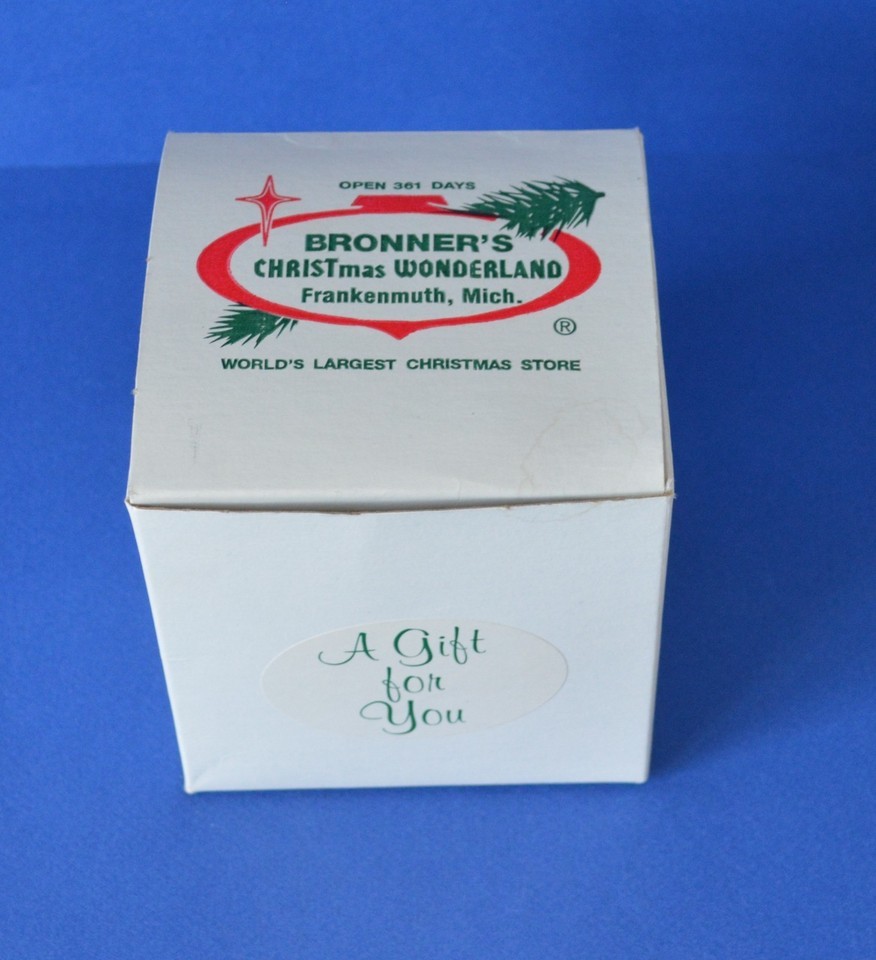 OPEN 361 DAYS
BRONNER'S
CHRISTmas WONDERLAND
Frankenmuth, Mich.
®
WORLD'S LARGEST CHRISTMAS STORE
A Gift
for
You